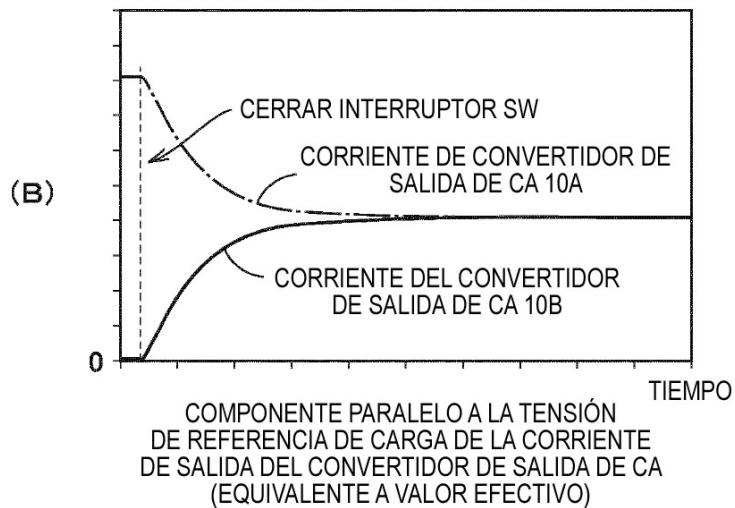 CERRAR INTERRUPTOR SW
CORRIENTE DE CONVERTIDOR DE
SALIDA DE CA 10A
(B)
CORRIENTE DEL CONVERTIDOR
DE SALIDA DE CA 10B
0
TIEMPO
COMPONENTE PARALELO A LA TENSIÓN
DE REFERENCIA DE CARGA DE LA CORRIENTE
DE SALIDA DEL CONVERTIDOR DE SALIDA DE CA
(EQUIVALENTE A VALOR EFECTIVO)